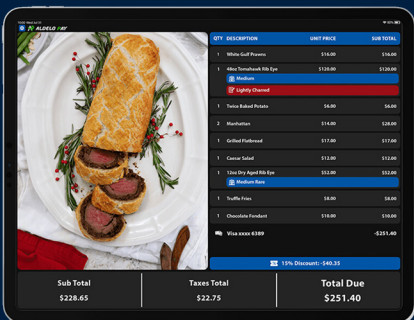 ALDELO PAY
QTY DESCRIPTION UNIT PRICE SUB TOTAL
1 White Gulf Prawns $16.00 $16.00
1 48oz Tomahawk Rib Eye $120.00 $120.00
Medium
Lightly Charred
1 Twice Baked Potato $6.00 $6.00
2 Manhattan $14.00 $28.00
1 Grilled Flatbread $17.00 $17.00
1 Caesar Salad $12.00 $12.00
1 12oz Dry Aged Rib Eye $52.00 $52.00
Medium Rare
1 Truffle Fries $8.00 $8.00
1 Chocolate Fondant $10.00 $10.00
Visa xxxx 6389 -$251.40
15% Discount: -$40.35
Sub Total Taxes Total Total Due
$228.65 $22.75 $251.40